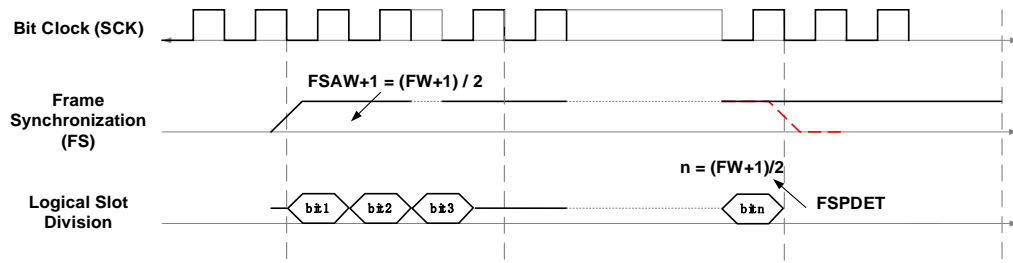 Bit Clock (SCK)
FSAW+1 = (FW+1) / 2
Frame
Synchronization
(FS)
n = (FW+1)/2
Logical Slot
Division
bit1
bit2
bit3
bitn
FSPDET